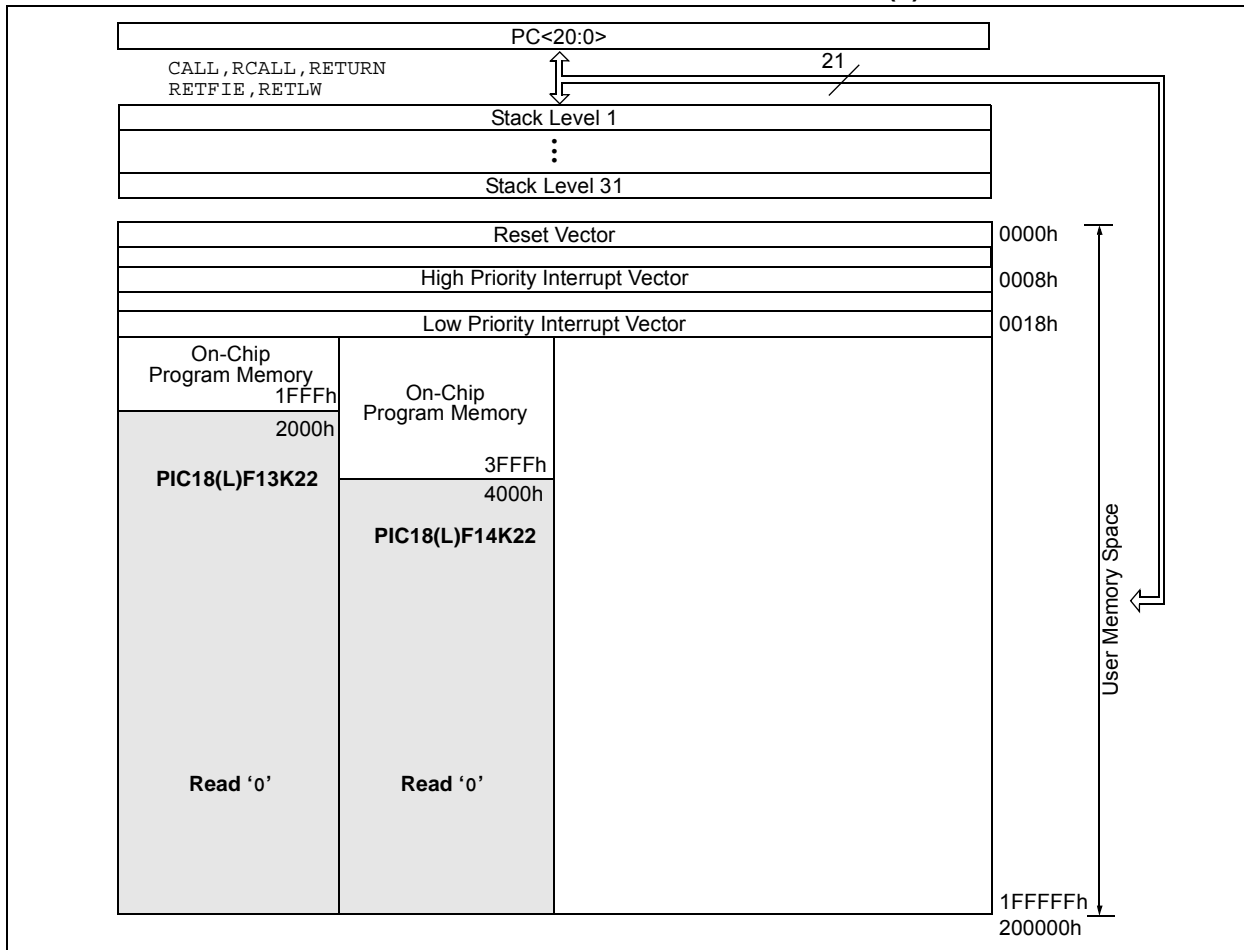 PC<20:0>
CALL,RCALL,RETURN
RETFIE,RETLW
21
Stack Level 1
Stack Level 31
Reset Vector
0000h
High Priority Interrupt Vector
0008h
Low Priority Interrupt Vector
0018h
On-Chip
Program Memory
1FFFh
2000h
PIC18(L)F13K22
Read ‘0’
On-Chip
Program Memory
3FFFh
4000h
PIC18(L)F14K22
Read ‘0’
User Memory Space
1FFFFFh
200000h